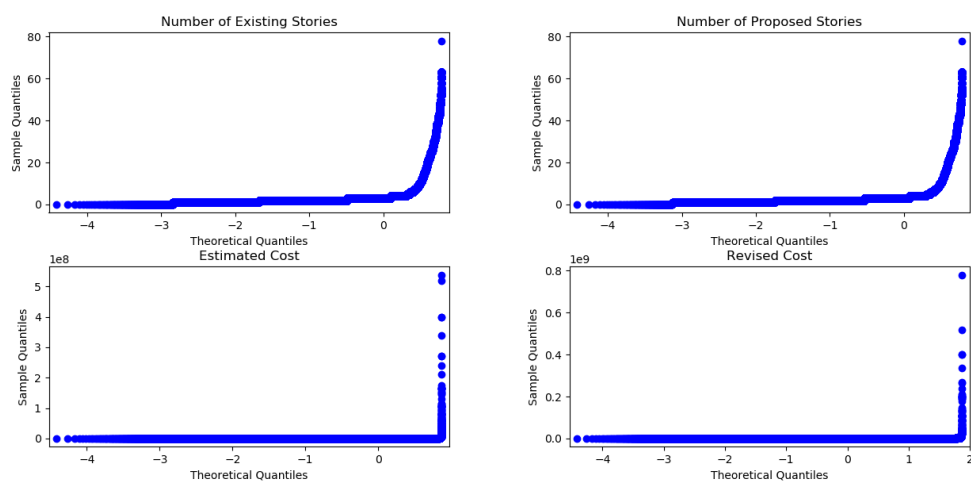 Number of Existing Stories
Sample Quantiles
80
60
40
20
0
−4 −3 −2 −1 0
Theoretical Quantiles
Number of Proposed Stories
Sample Quantiles
80
60
40
20
0
−4 −3 −2 −1 0
Theoretical Quantiles
Estimated Cost
1e8
Sample Quantiles
5
4
3
2
1
0
−4 −3 −2 −1 0
Theoretical Quantiles
Revised Cost
1e9
Sample Quantiles
0.8
0.6
0.4
0.2
0.0
−4 −3 −2 −1 0 1 2
Theoretical Quantiles